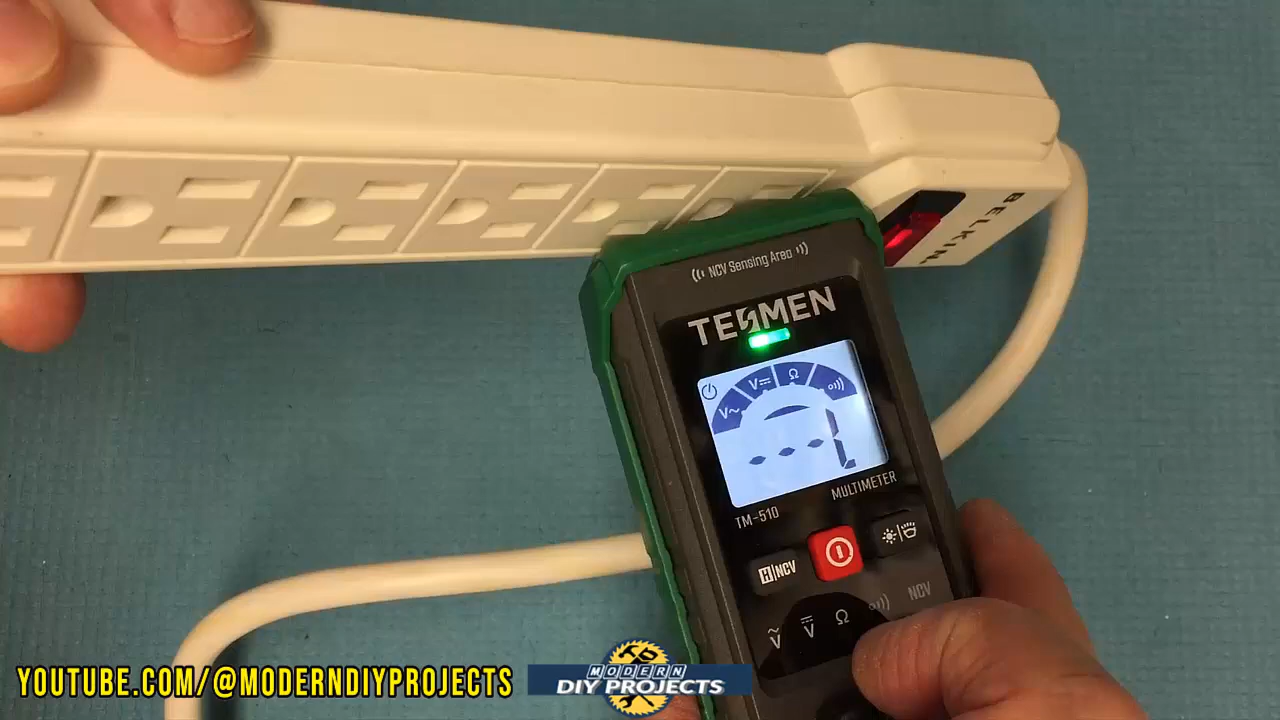 BELKIN
NCV Sensing Area
TESMEN
V~ V⎓ Ω
---L
MULTIMETER
TM-510
H|NCV
Ṽ V⎓ Ω NCV
YOUTUBE.COM/@MODERNDIYPROJECTS
MODERN
DIY PROJECTS